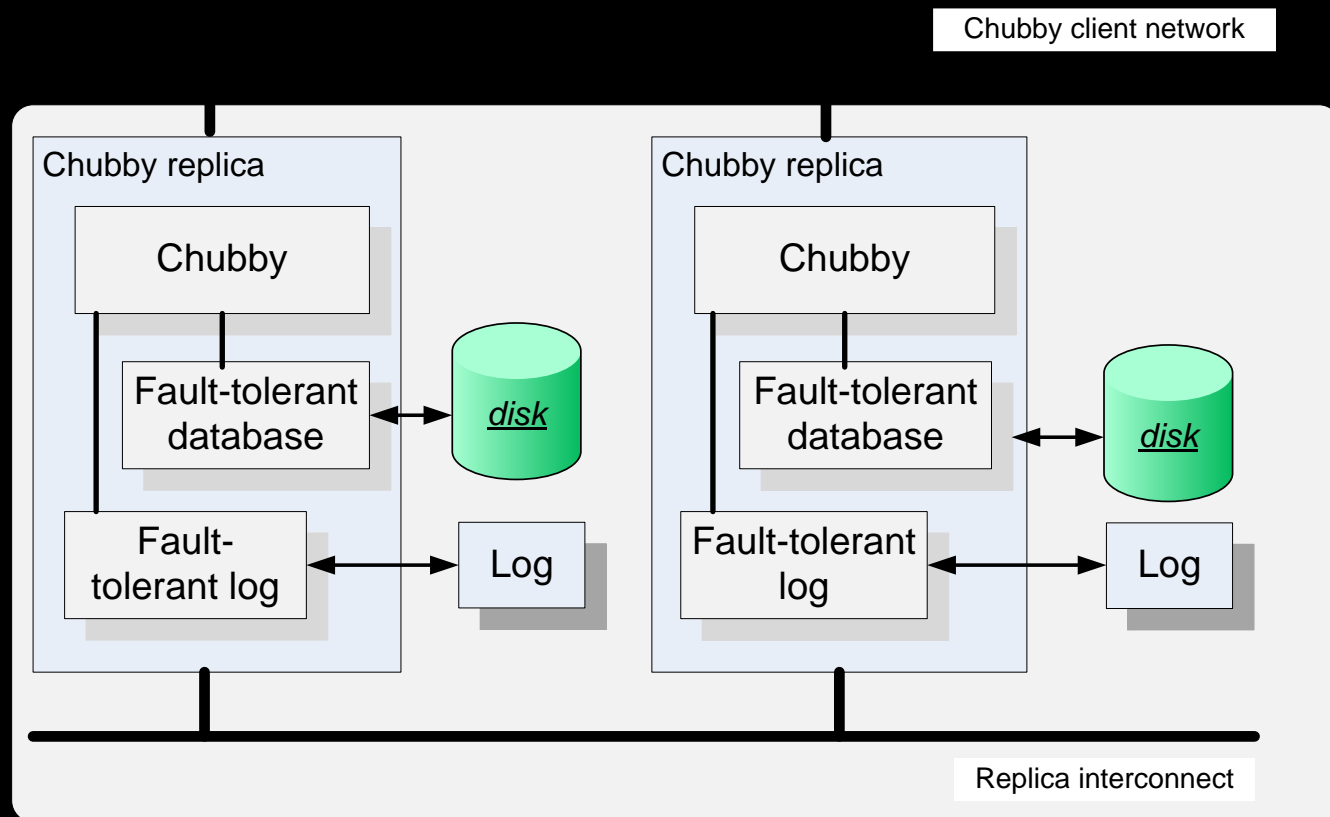 Chubby client network
Chubby replica
Chubby
Fault-tolerant
database
disk
Fault-
tolerant log
Log
Chubby replica
Chubby
Fault-tolerant
database
disk
Fault-tolerant
log
Log
Replica interconnect